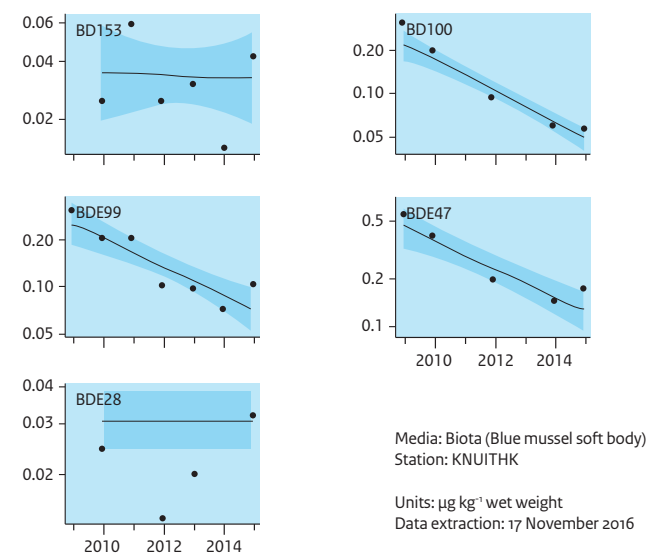 BD153
0.06
0.04
0.02
BD100
0.20
0.10
0.05
BDE99
0.20
0.10
0.05
BDE47
0.5
0.2
0.1
2010 2012 2014
BDE28
0.04
0.03
0.02
2010 2012 2014
Media: Biota (Blue mussel soft body)
Station: KNUITHK
Units: µg kg⁻¹ wet weight
Data extraction: 17 November 2016